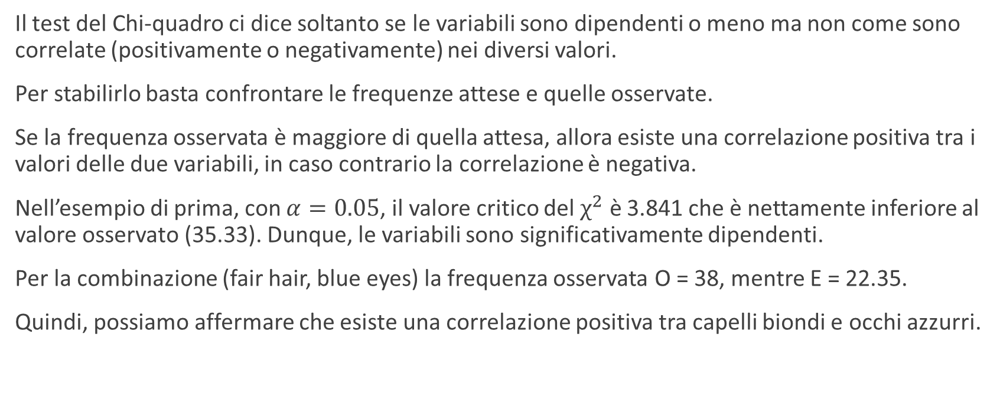 Il test del Chi-quadro ci dice soltanto se le variabili sono dipendenti o meno ma non come sono
correlate (positivamente o negativamente) nei diversi valori.
Per stabilirlo basta confrontare le frequenze attese e quelle osservate.
Se la frequenza osservata è maggiore di quella attesa, allora esiste una correlazione positiva tra i
valori delle due variabili, in caso contrario la correlazione è negativa.
Nell’esempio di prima, con α = 0.05, il valore critico del χ² è 3.841 che è nettamente inferiore al
valore osservato (35.33). Dunque, le variabili sono significativamente dipendenti.
Per la combinazione (fair hair, blue eyes) la frequenza osservata O = 38, mentre E = 22.35.
Quindi, possiamo affermare che esiste una correlazione positiva tra capelli biondi e occhi azzurri.